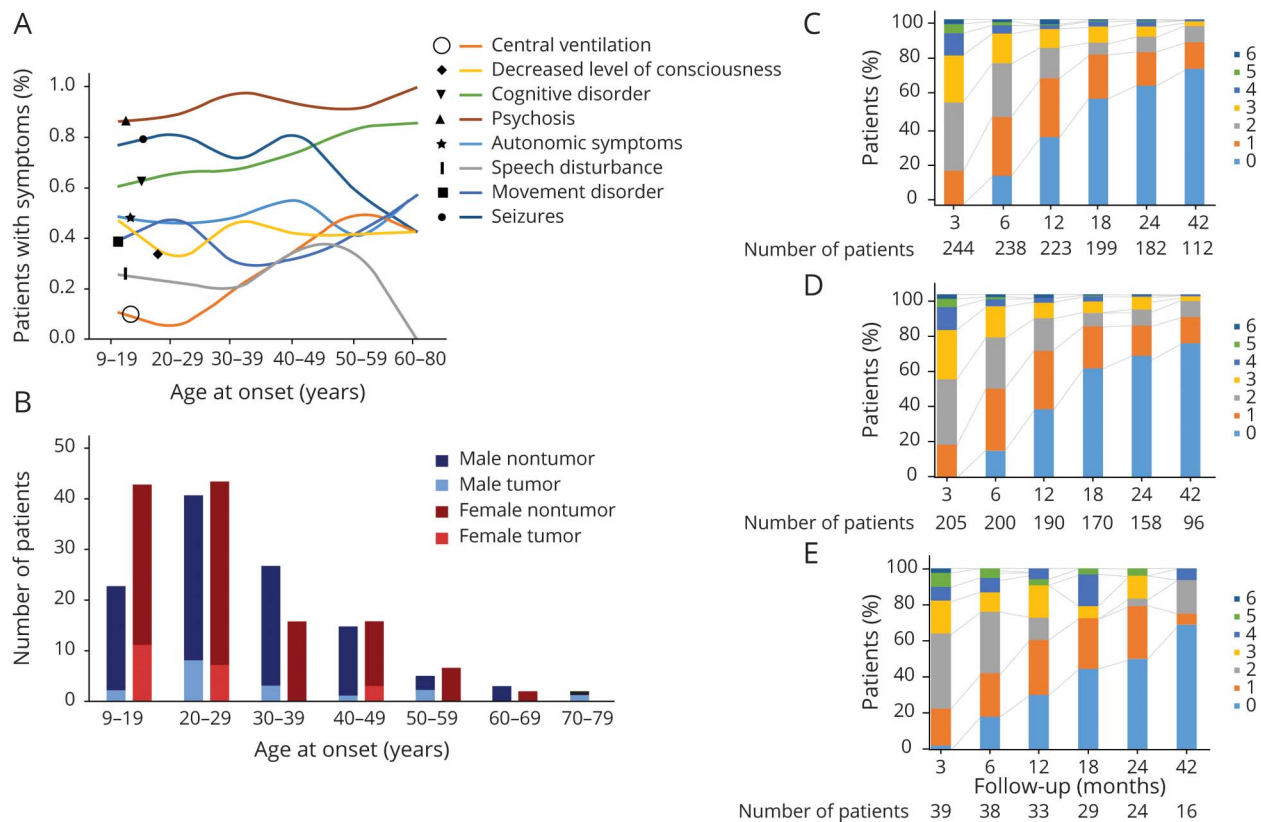 A
Patients with symptoms (%)
1.0
0.8
0.6
0.4
0.2
0.0
9–19 20–29 30–39 40–49 50–59 60–80
Age at onset (years)
Central ventilation
Decreased level of consciousness
Cognitive disorder
Psychosis
Autonomic symptoms
Speech disturbance
Movement disorder
Seizures
B
Number of patients
50
40
30
20
10
0
9–19 20–29 30–39 40–49 50–59 60–69 70–79
Age at onset (years)
Male nontumor
Male tumor
Female nontumor
Female tumor
C
Patients (%)
100
80
60
40
20
0
3 6 12 18 24 42
Number of patients 244 238 223 199 182 112
6
5
4
3
2
1
0
D
Patients (%)
100
80
60
40
20
0
3 6 12 18 24 42
Number of patients 205 200 190 170 158 96
6
5
4
3
2
1
0
E
Patients (%)
100
80
60
40
20
0
3 6 12 18 24 42
Follow-up (months)
Number of patients 39 38 33 29 24 16
6
5
4
3
2
1
0